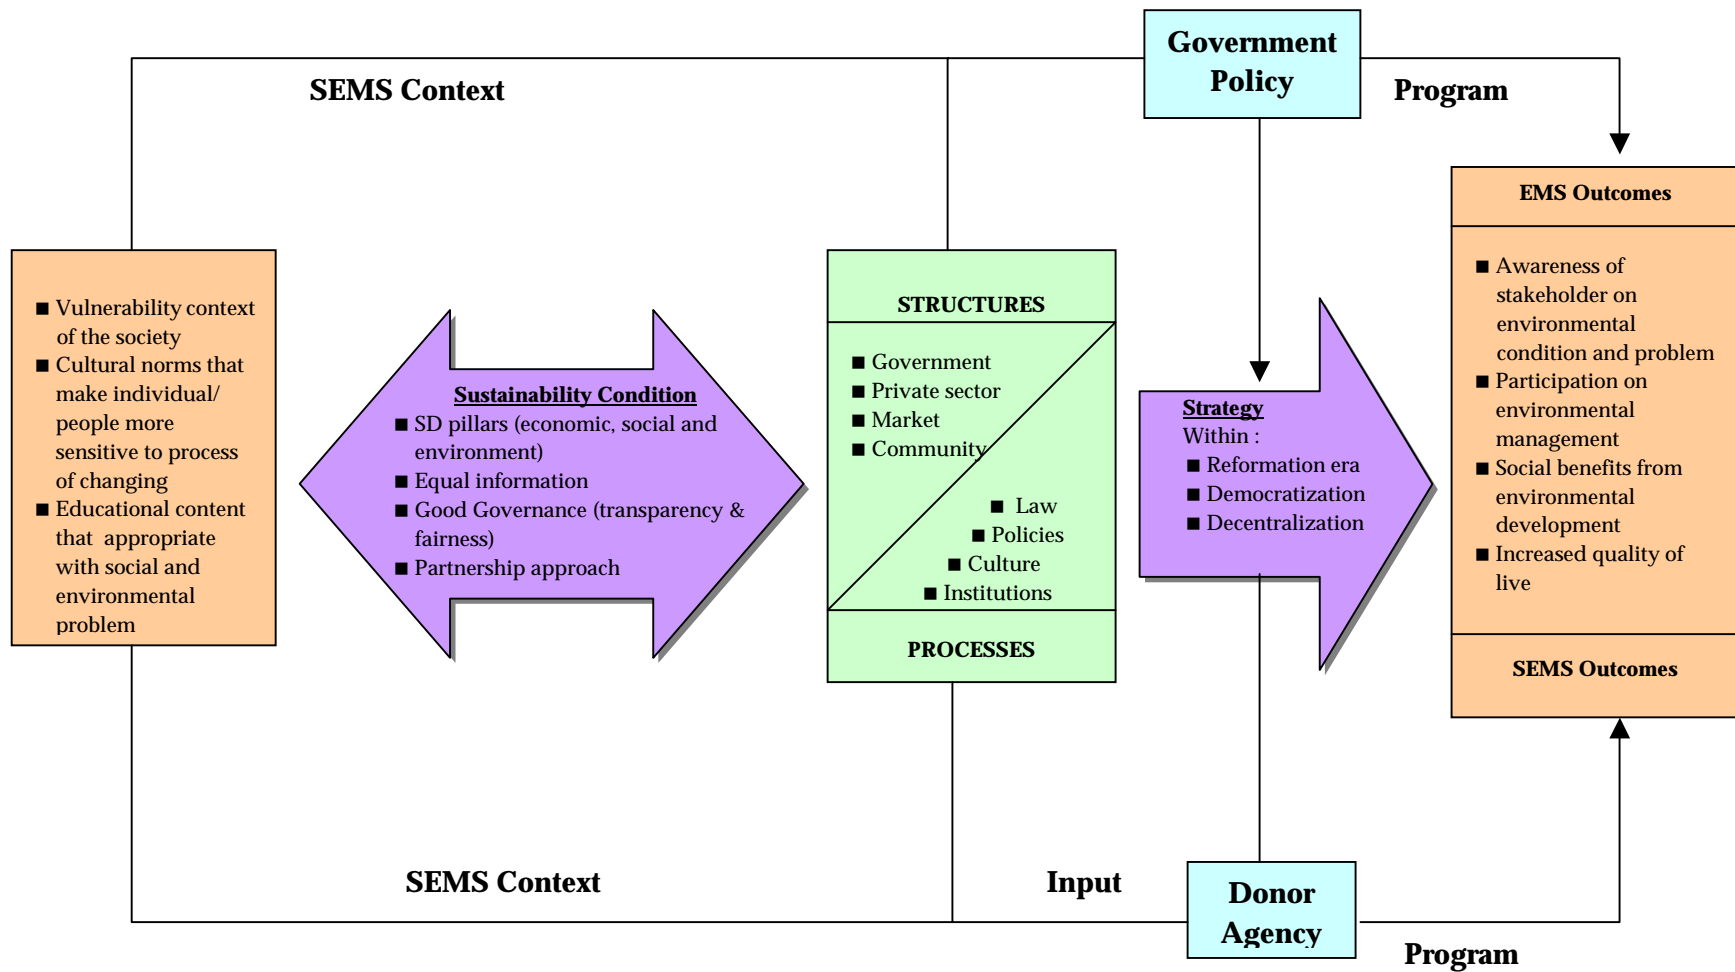 Government
Policy
SEMS Context
Program
■ Vulnerability context
of the society
■ Cultural norms that
make individual/
people more
sensitive to process
of changing
■ Educational content
that appropriate
with social and
environmental
problem
Sustainability Condition
■ SD pillars (economic, social and
environment)
■ Equal information
■ Good Governance (transparency &
fairness)
■ Partnership approach
STRUCTURES
■ Government
■ Private sector
■ Market
■ Community
■ Law
■ Policies
■ Culture
■ Institutions
PROCESSES
Strategy
Within :
■ Reformation era
■ Democratization
■ Decentralization
EMS Outcomes
■ Awareness of
stakeholder on
environmental
condition and problem
■ Participation on
environmental
management
■ Social benefits from
environmental
development
■ Increased quality of
live
SEMS Outcomes
SEMS Context
Input
Donor
Agency
Program